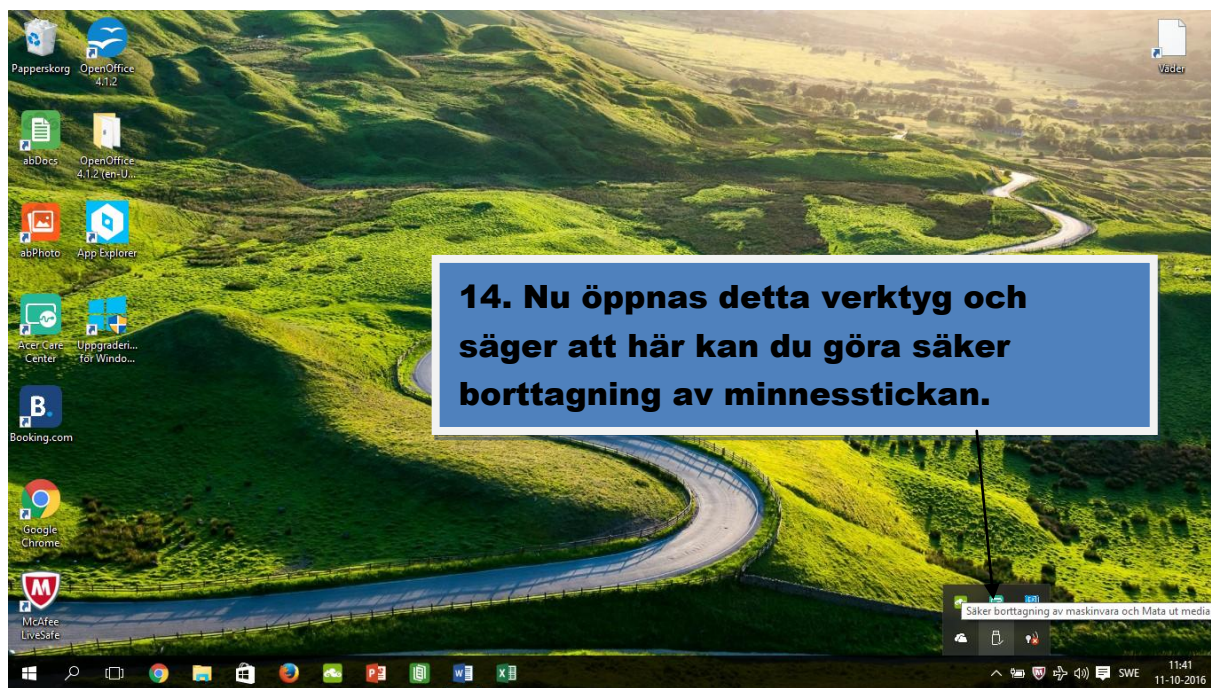 Papperskorg
OpenOffice
4.1.2
Väder
abDocs
OpenOffice
4.1.2 (en-U...
abPhoto
App Explorer
14. Nu öppnas detta verktyg och
säger att här kan du göra säker
borttagning av minnesstickan.
Acer Care
Center
Uppgraderi...
för Windo...
B.
Booking.com
Google
Chrome
McAfee
LiveSafe
Säker borttagning av maskinvara och Mata ut media
SWE
11:41
11-10-2016